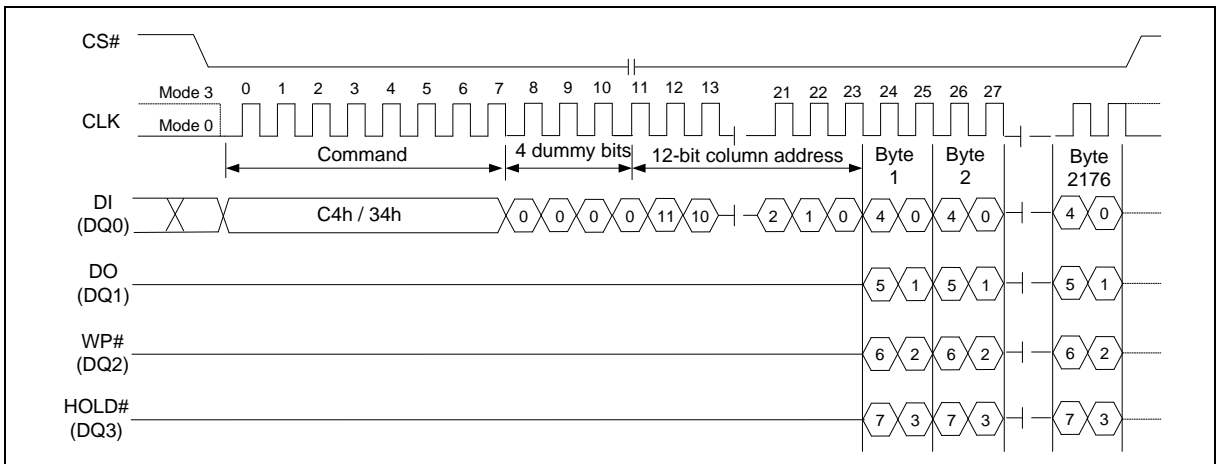 CS#
Mode 3 0 1 2 3 4 5 6 7 8 9 10 11 12 13 21 22 23 24 25 26 27
CLK
Mode 0
Command 4 dummy bits 12-bit column address Byte 1 Byte 2 Byte 2176
DI (DQ0) C4h / 34h 0 0 0 0 11 10 2 1 0 4 0 4 0 4 0
DO (DQ1) 5 1 5 1 5 1
WP# (DQ2) 6 2 6 2 6 2
HOLD# (DQ3) 7 3 7 3 7 3